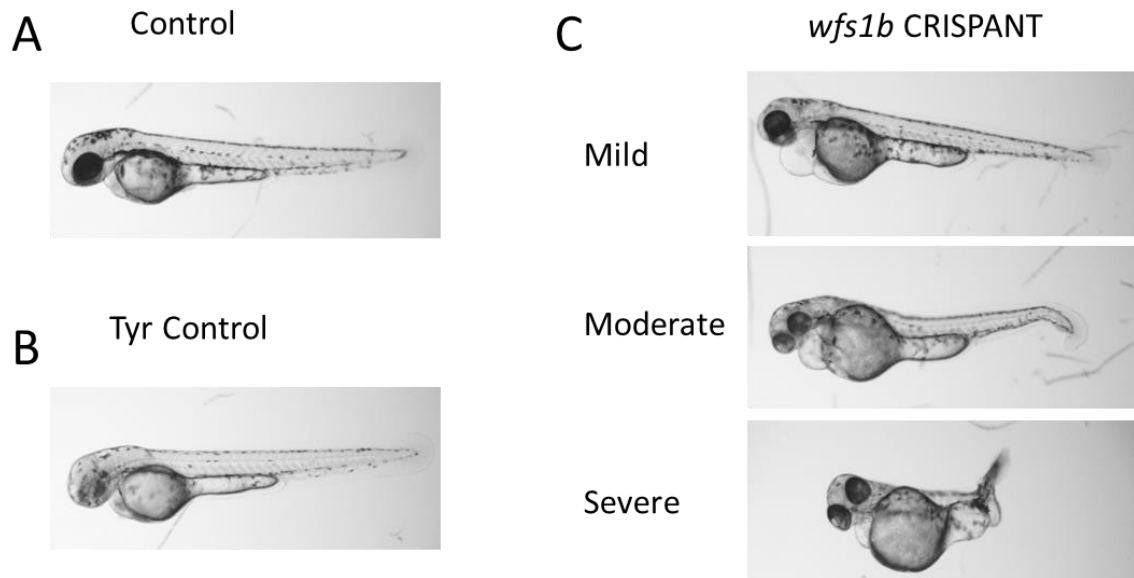 A
Control
B
Tyr Control
C
wfs1b CRISPANT
Mild
Moderate
Severe